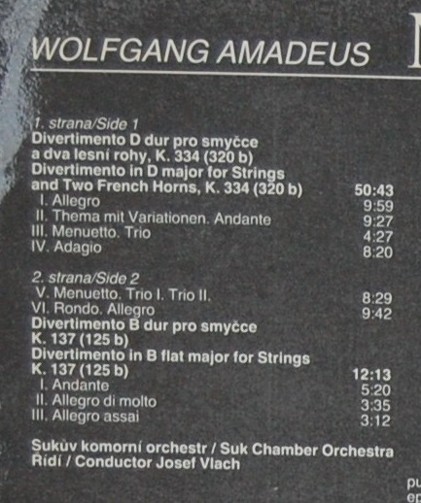 WOLFGANG AMADEUS
1. strana/Side 1
Divertimento D dur pro smyčce
a dva lesní rohy, K. 334 (320 b)
Divertimento in D major for Strings
and Two French Horns, K. 334 (320 b) 50:43
I. Allegro 9:59
II. Thema mit Variationen. Andante 9:27
III. Menuetto. Trio 4:27
IV. Adagio 8:20
2. strana/Side 2
V. Menuetto. Trio I. Trio II. 8:29
VI. Rondo. Allegro 9:42
Divertimento B dur pro smyčce
K. 137 (125 b)
Divertimento in B flat major for Strings
K. 137 (125 b) 12:13
I. Andante 5:20
II. Allegro di molto 3:35
III. Allegro assai 3:12
Sukův komorní orchestr / Suk Chamber Orchestra
Řídí / Conductor Josef Vlach